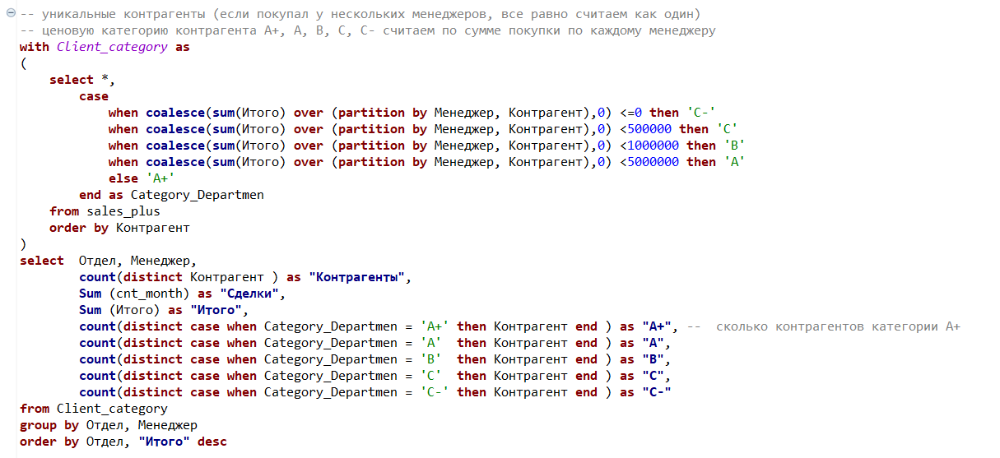 -- уникальные контрагенты (если покупал у нескольких менеджеров, все равно считаем как один)
-- ценовую категорию контрагента A+, A, B, C, C- считаем по сумме покупки по каждому менеджеру
with Client_category as
(
    select *,
        case
            when coalesce(sum(Итого) over (partition by Менеджер, Контрагент),0) <=0 then 'C-'
            when coalesce(sum(Итого) over (partition by Менеджер, Контрагент),0) <500000 then 'C'
            when coalesce(sum(Итого) over (partition by Менеджер, Контрагент),0) <1000000 then 'B'
            when coalesce(sum(Итого) over (partition by Менеджер, Контрагент),0) <5000000 then 'A'
            else 'A+'
        end as Category_Departmen
    from sales_plus
    order by Контрагент
)
select  Отдел, Менеджер,
        count(distinct Контрагент ) as "Контрагенты",
        Sum (cnt_month) as "Сделки",
        Sum (Итого) as "Итого",
        count(distinct case when Category_Departmen = 'A+' then Контрагент end ) as "A+", --  сколько контрагентов категории A+
        count(distinct case when Category_Departmen = 'A'  then Контрагент end ) as "A",
        count(distinct case when Category_Departmen = 'B'  then Контрагент end ) as "B",
        count(distinct case when Category_Departmen = 'C'  then Контрагент end ) as "C",
        count(distinct case when Category_Departmen = 'C-' then Контрагент end ) as "C-"
from Client_category
group by Отдел, Менеджер
order by Отдел, "Итого" desc